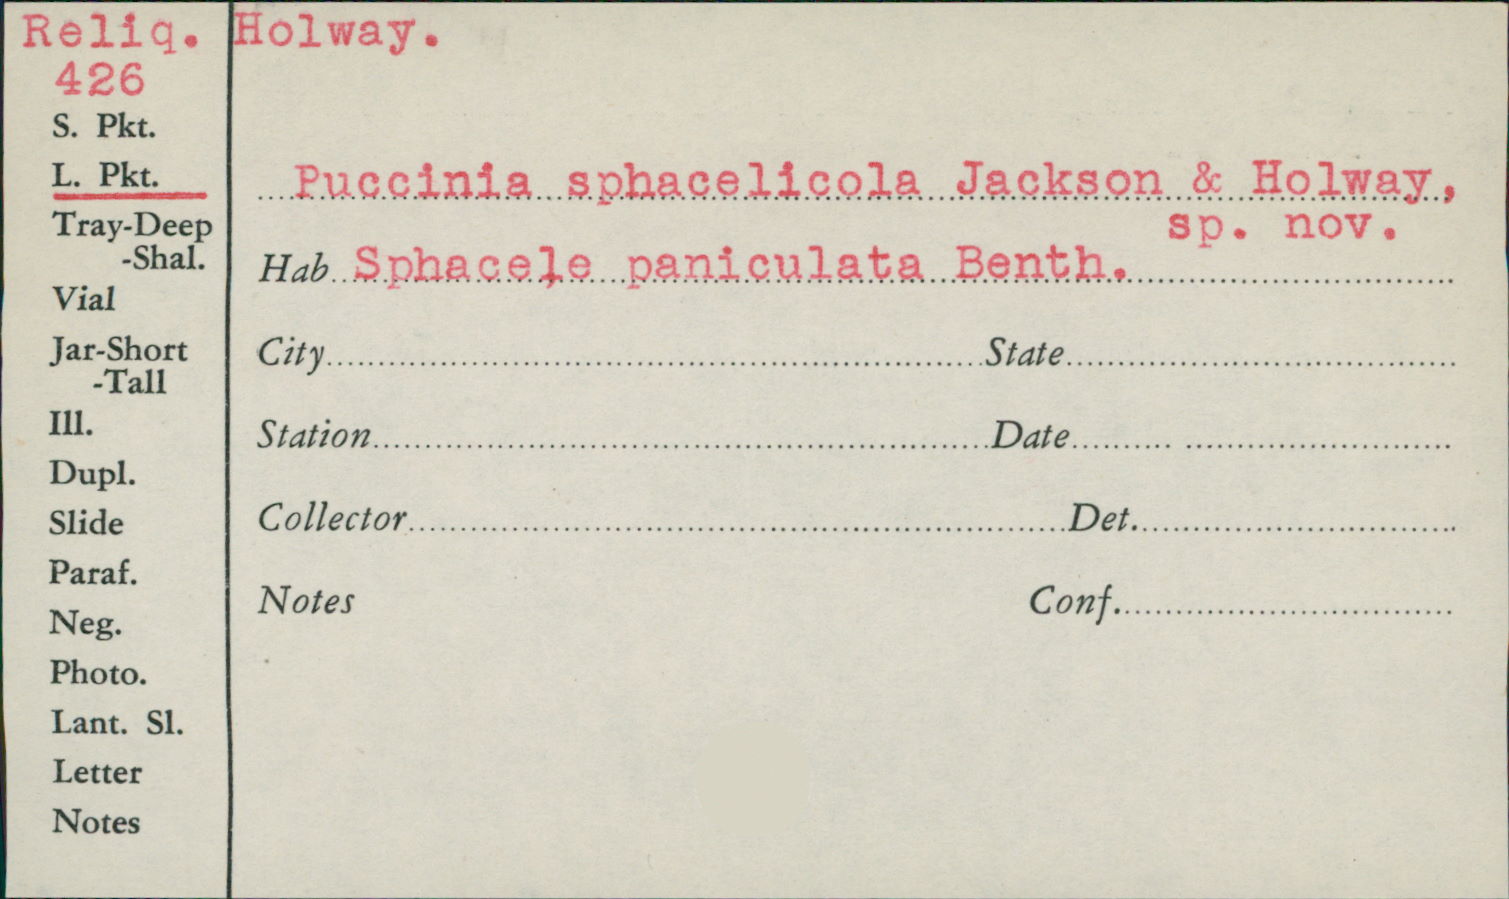 Reliq. Holway.
426
S. Pkt.
L. Pkt.
Tray-Deep
-Shal.
Vial
Jar-Short
-Tall
Ill.
Dupl.
Slide
Paraf.
Neg.
Photo.
Lant. Sl.
Letter
Notes
Puccinia sphacelicola Jackson & Holway,
sp. nov.
Hab Sphacele paniculata Benth.
City State
Station Date
Collector Det.
Notes Conf.